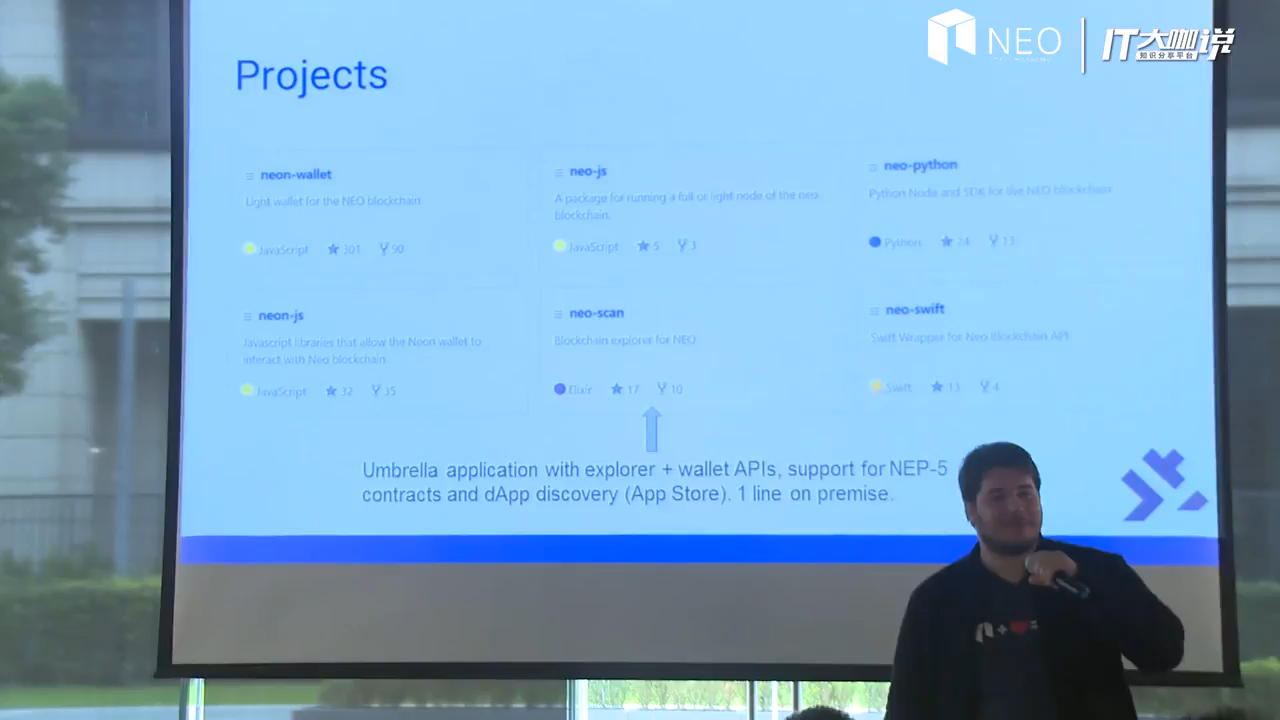 NEO
IT大咖说
知识分享平台
Projects
neon-wallet
Light wallet for the NEO blockchain
JavaScript 301 90
neo-js
A package for running a full or light node of the neo
blockchain.
JavaScript 5 3
neo-python
Python Node and SDK for the NEO blockchain
Python 24 13
neon-js
Javascript libraries that allow the Neon wallet to
interact with Neo blockchain
JavaScript 32 35
neo-scan
Blockchain explorer for NEO
Elixir 17 10
neo-swift
Swift Wrapper for Neo Blockchain API
Swift 13 4
Umbrella application with explorer + wallet APIs, support for NEP-5
contracts and dApp discovery (App Store). 1 line on premise.